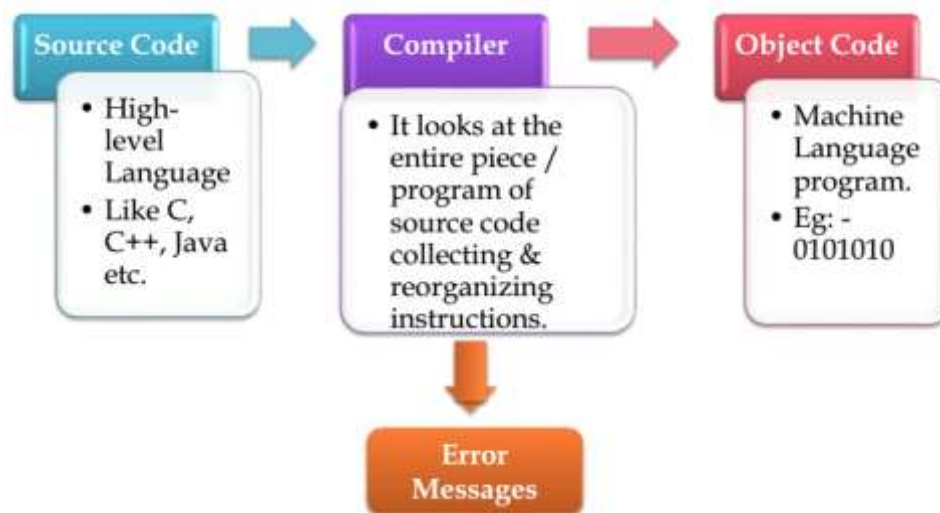 Source Code
• High-
level
Language
• Like C,
C++, Java
etc.
Compiler
• It looks at the
entire piece /
program of
source code
collecting &
reorganizing
instructions.
Object Code
• Machine
Language
program.
• Eg: -
0101010
Error
Messages